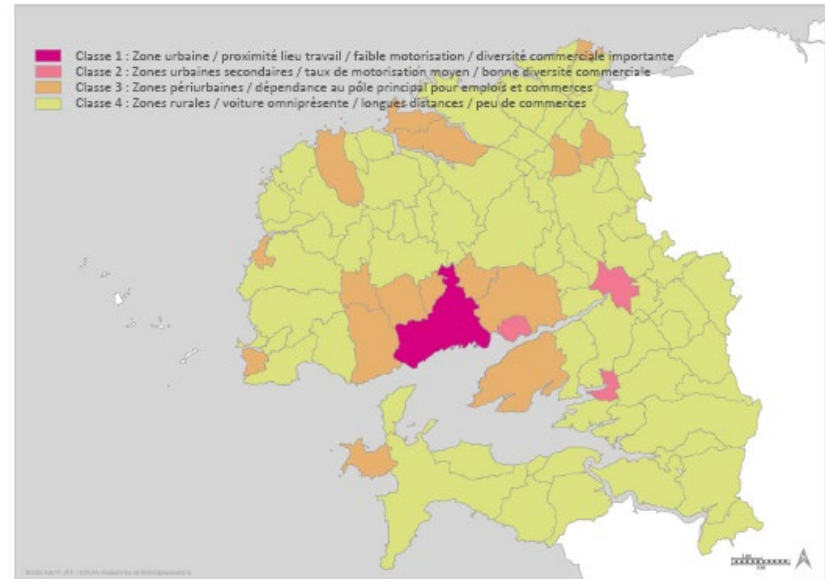 Classe 1 : Zone urbaine / proximité lieu travail / faible motorisation / diversité commerciale importante
Classe 2 : Zones urbaines secondaires / taux de motorisation moyen / bonne diversité commerciale
Classe 3 : Zones périurbaines / dépendance au pôle principal pour emplois et commerces
Classe 4 : Zones rurales / voiture omniprésente / longues distances / peu de commerces